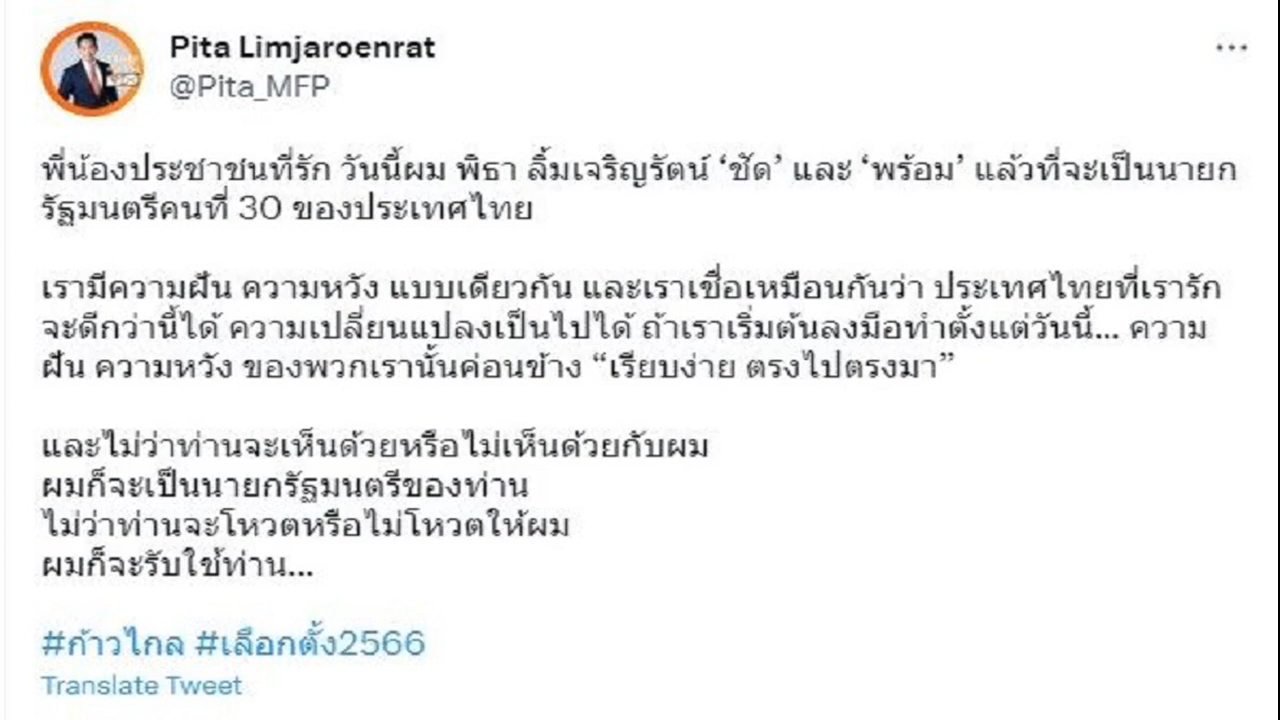 Pita Limjaroenrat
@Pita_MFP
พี่น้องประชาชนที่รัก วันนี้ผม พิธา ลิ้มเจริญรัตน์ ‘ชัด’ และ ‘พร้อม’ แล้วที่จะเป็นนายก
รัฐมนตรีคนที่ 30 ของประเทศไทย
เรามีความฝัน ความหวัง แบบเดียวกัน และเราเชื่อเหมือนกันว่า ประเทศไทยที่เรารัก
จะดีกว่านี้ได้ ความเปลี่ยนแปลงเป็นไปได้ ถ้าเราเริ่มต้นลงมือทำตั้งแต่วันนี้... ความ
ฝัน ความหวัง ของพวกเรานั้นค่อนข้าง “เรียบง่าย ตรงไปตรงมา”
และไม่ว่าท่านจะเห็นด้วยหรือไม่เห็นด้วยกับผม
ผมก็จะเป็นนายกรัฐมนตรีของท่าน
ไม่ว่าท่านจะโหวตหรือไม่โหวตให้ผม
ผมก็จะรับใช้ท่าน...
#ก้าวไกล #เลือกตั้ง2566
Translate Tweet